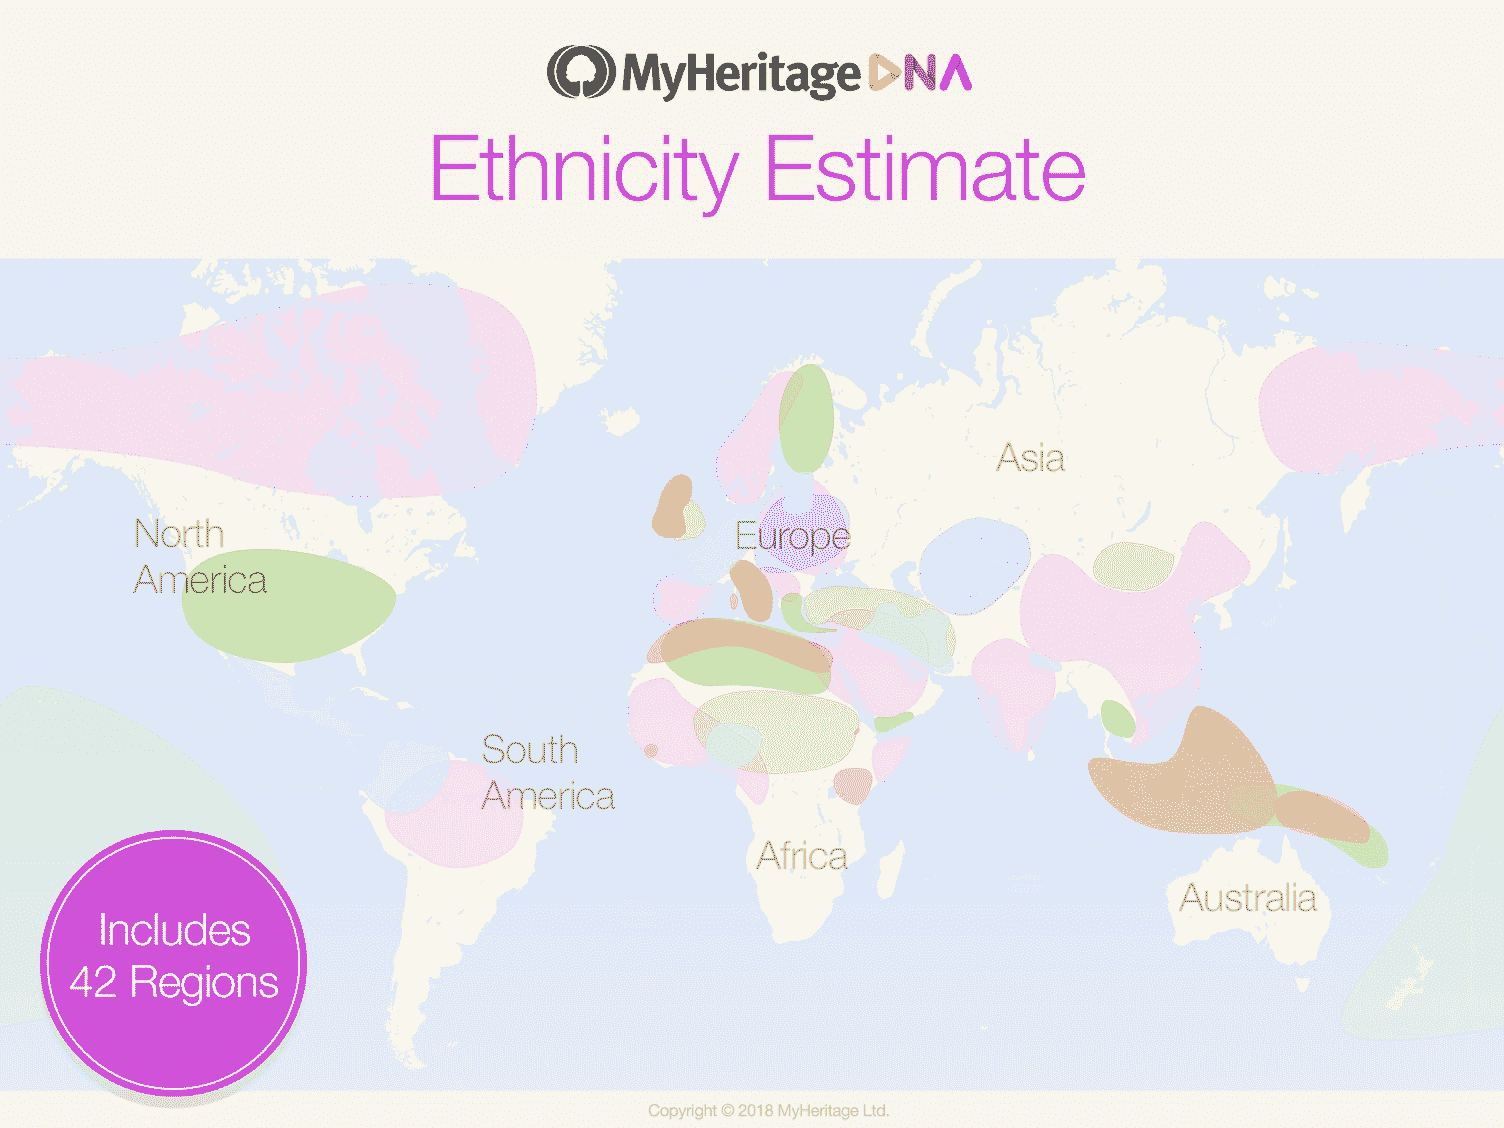 MyHeritage DNA
Ethnicity Estimate
Asia
North
America
Europe
South
America
Africa
Australia
Includes
42 Regions
Copyright © 2018 MyHeritage Ltd.